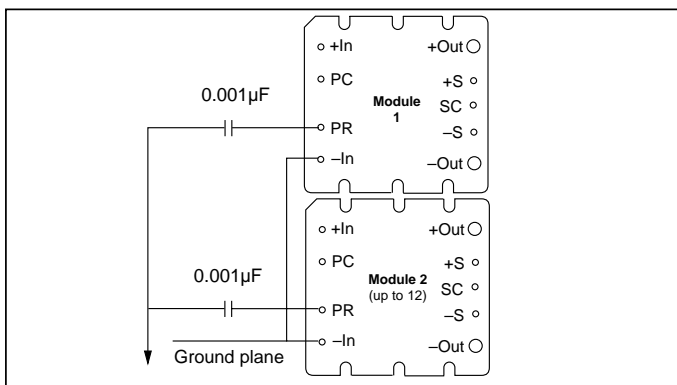 +In
+Out
PC
+S
0.001µF
Module
1
SC
PR
–S
–In
–Out
+In
+Out
PC
+S
0.001µF
Module 2
(up to 12)
SC
PR
–S
–In
–Out
Ground plane